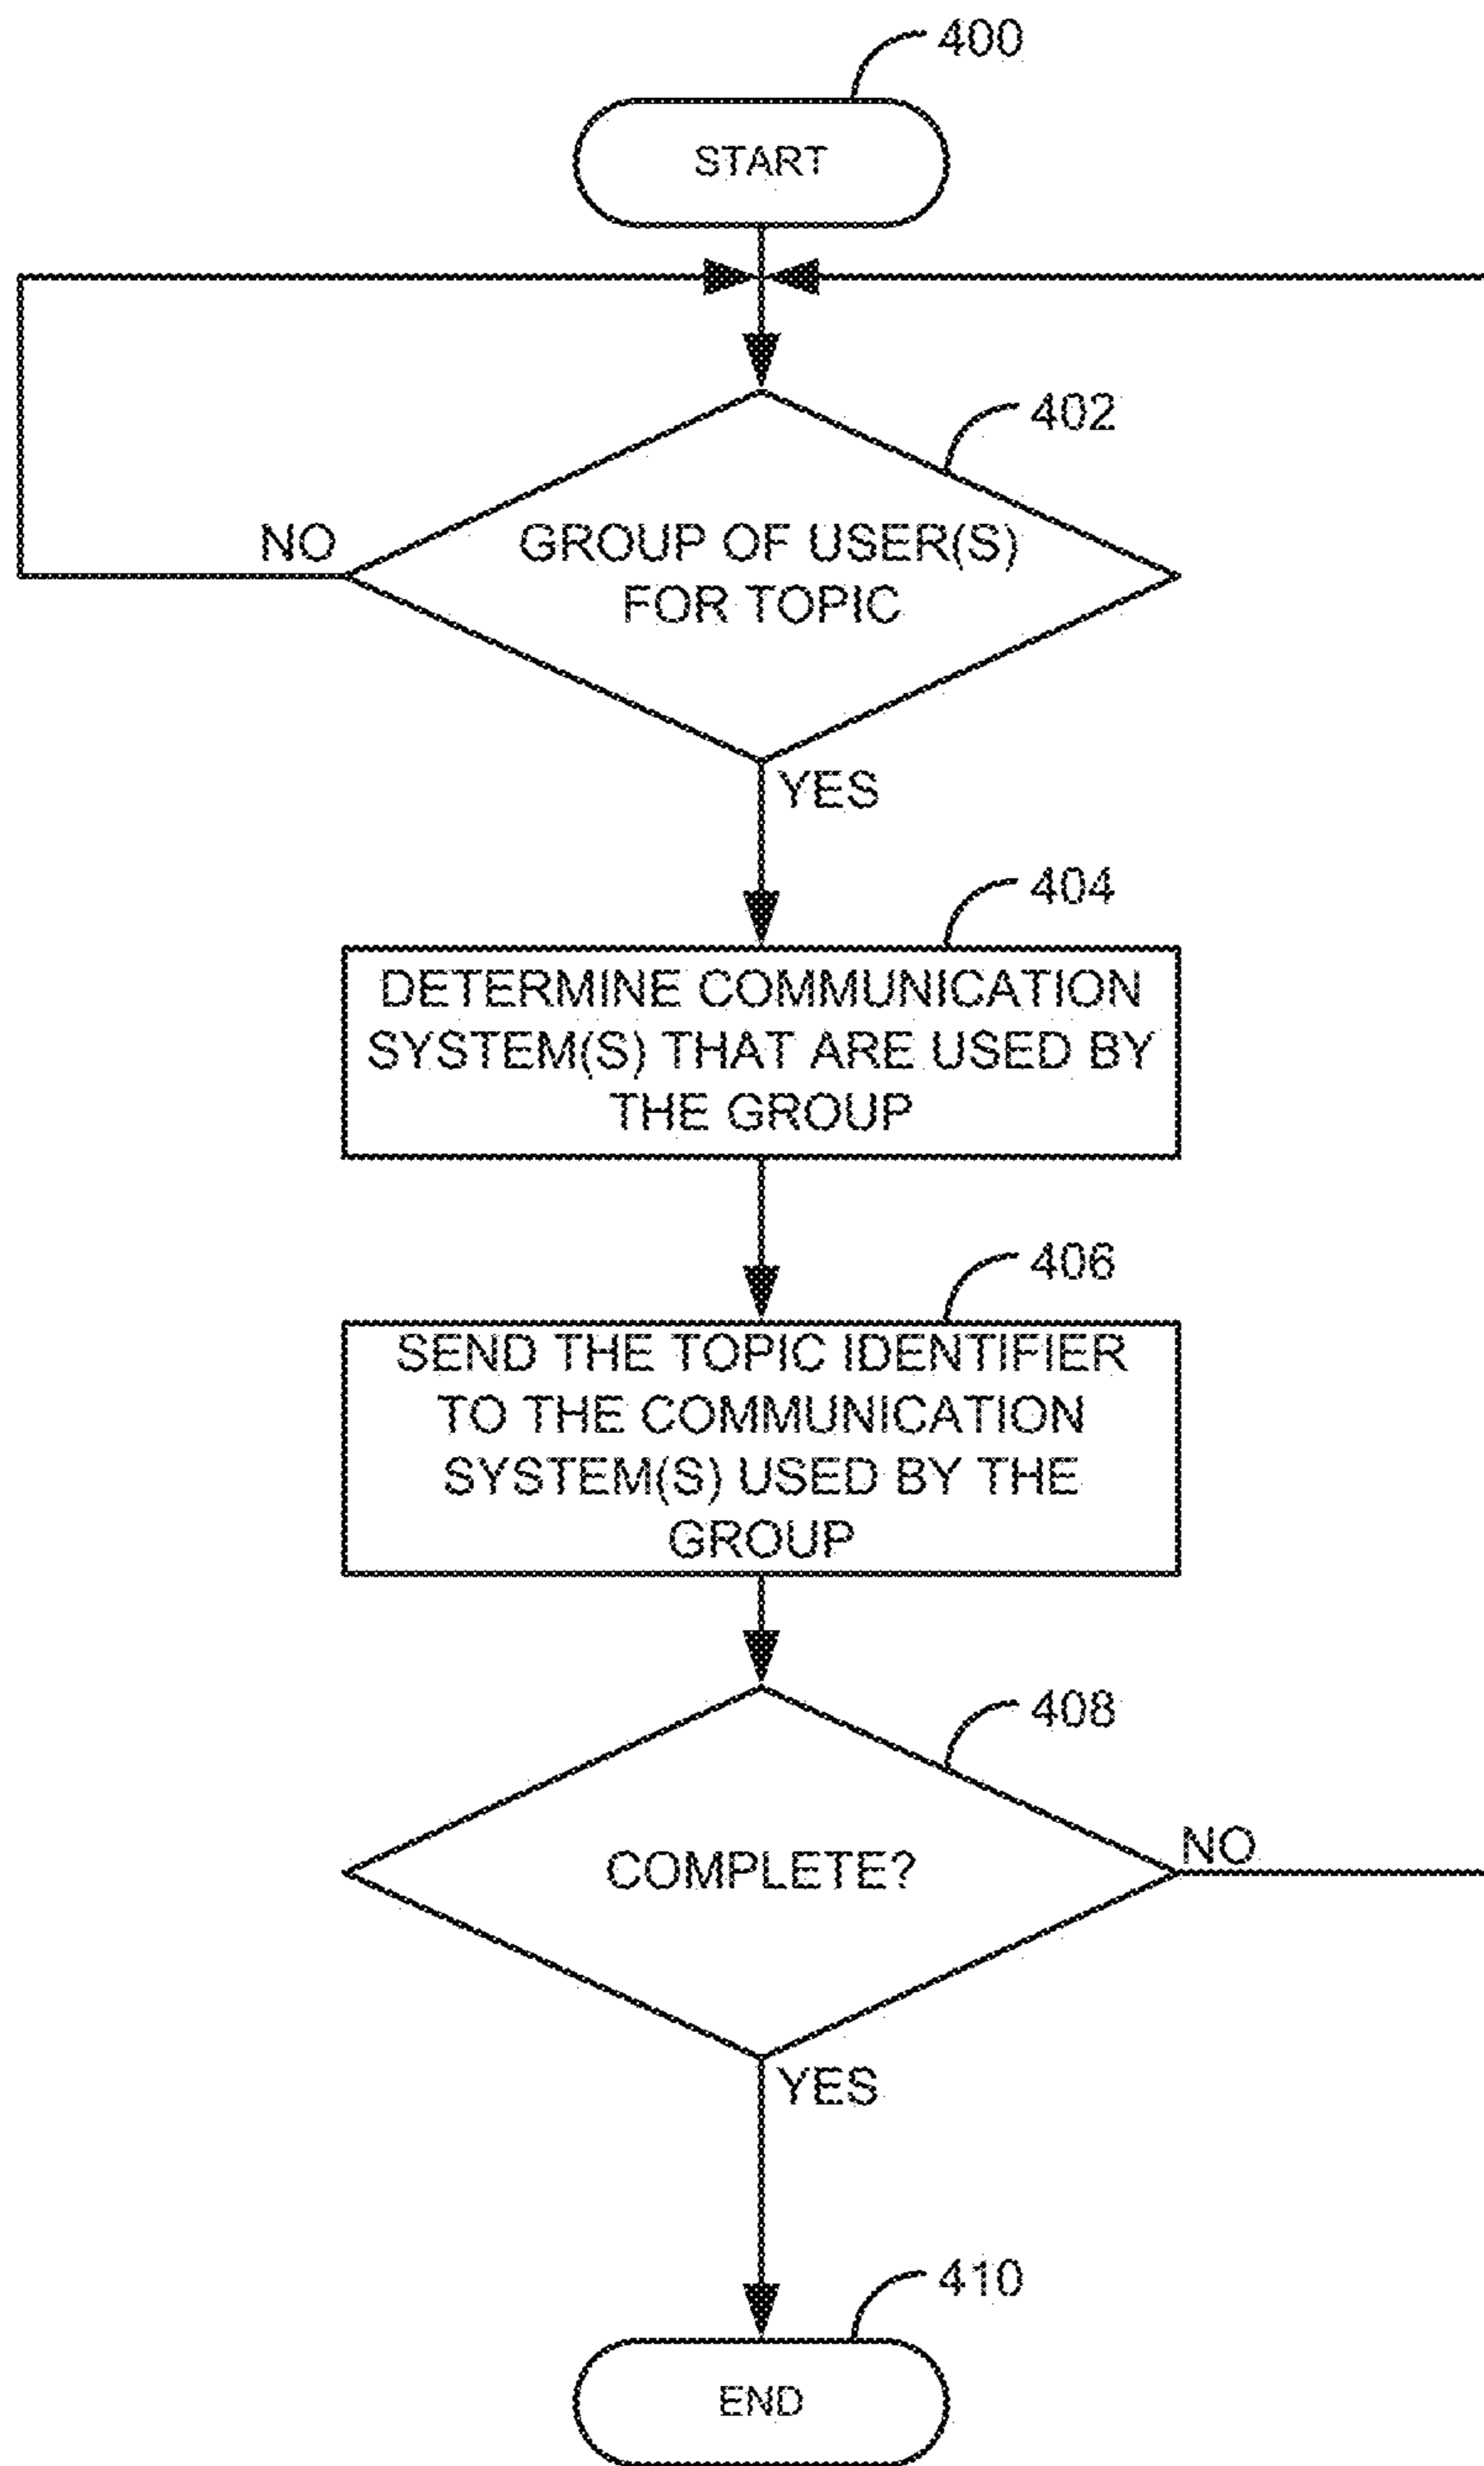 400
START
402
NO
GROUP OF USER(S)
FOR TOPIC
YES
404
DETERMINE COMMUNICATION
SYSTEM(S) THAT ARE USED BY
THE GROUP
406
SEND THE TOPIC IDENTIFIER
TO THE COMMUNICATION
SYSTEM(S) USED BY THE
GROUP
408
COMPLETE?
NO
YES
410
END